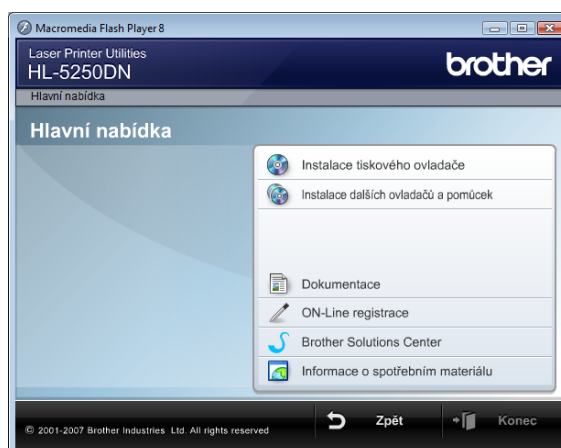 Macromedia Flash Player 8
Laser Printer Utilities
HL-5250DN
brother
Hlavní nabídka
Hlavní nabídka
Instalace tiskového ovladače
Instalace dalších ovladačů a pomůcek
Dokumentace
ON-Line registrace
Brother Solutions Center
Informace o spotřebním materiálu
© 2001-2007 Brother Industries Ltd. All rights reserved
Zpět
Konec